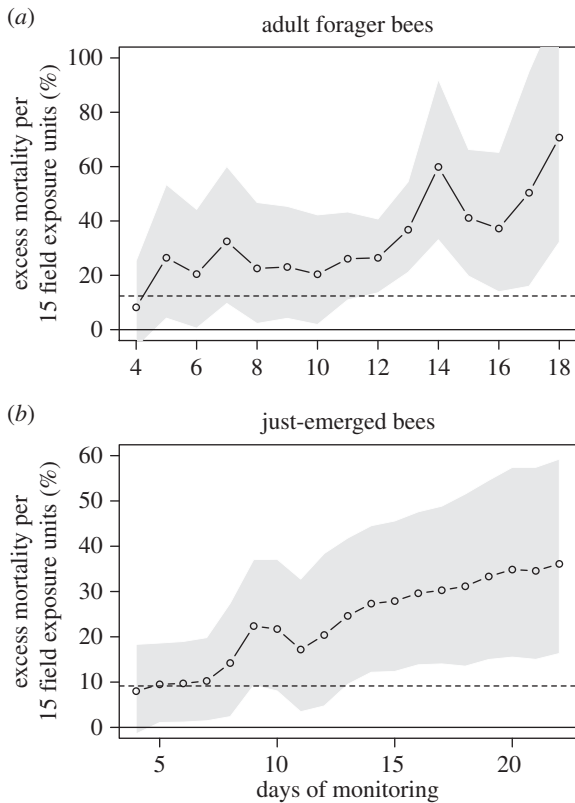 (a)
adult forager bees
excess mortality per
15 field exposure units (%)
100
80
60
40
20
0
4 6 8 10 12 14 16 18
(b)
just-emerged bees
excess mortality per
15 field exposure units (%)
60
50
40
30
20
10
0
5 10 15 20
days of monitoring